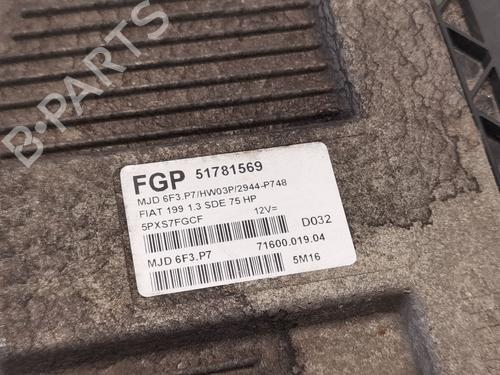 B-PARTS
FGP 51781569
MJD 6F3.P7/HW03P/2944-P748
FIAT 199 1.3 SDE 75 HP
5PXS7FGCF 12V=
D032
MJD 6F3.P7 71600.019.04
5M16